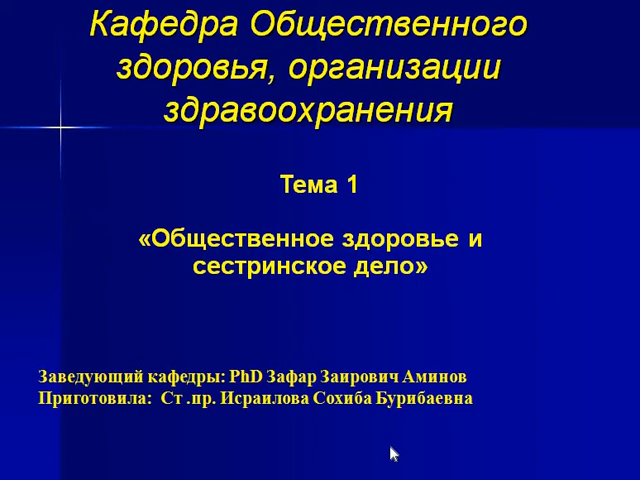 Кафедра Общественного
здоровья, организации
здравоохранения
Тема 1
«Общественное здоровье и
сестринское дело»
Заведующий кафедры: PhD Зафар Заирович Аминов
Приготовила:  Ст .пр. Исраилова Сохиба Бурибаевна